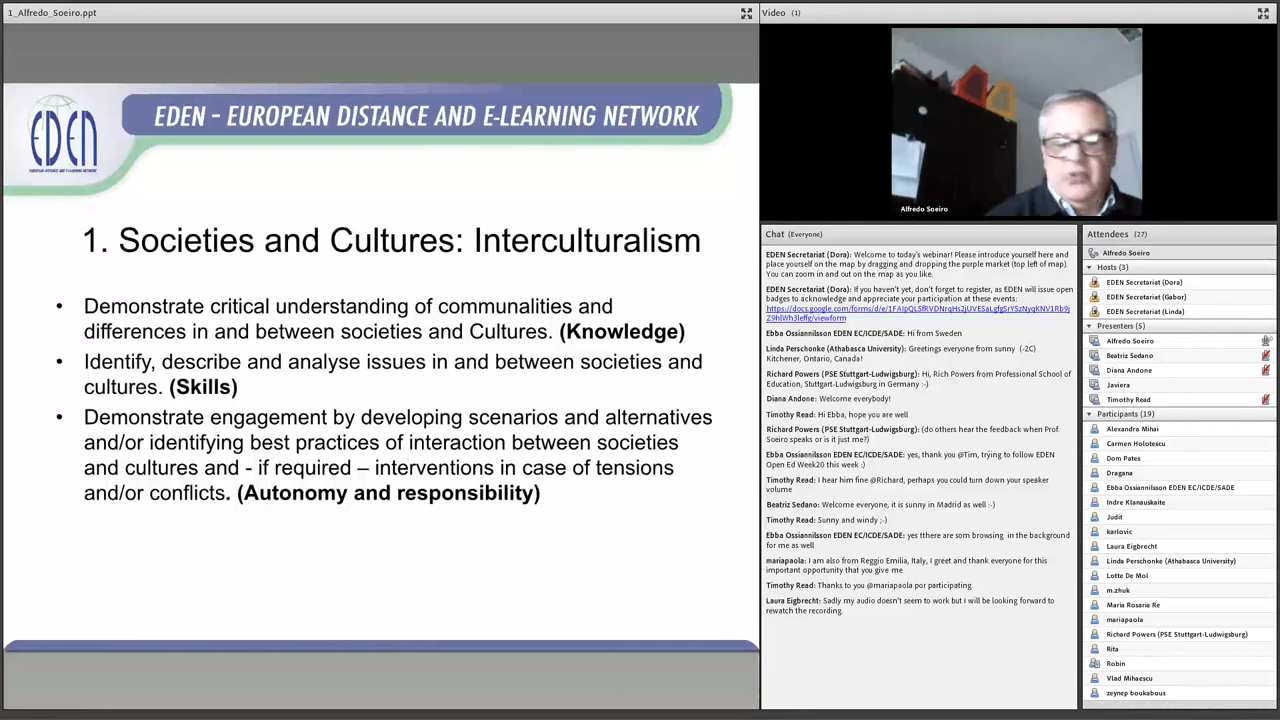 1_Alfredo_Soeiro.ppt
EDEN
EUROPEAN DISTANCE AND E-LEARNING NETWORK
EDEN - EUROPEAN DISTANCE AND E-LEARNING NETWORK
1. Societies and Cultures: Interculturalism
• Demonstrate critical understanding of communalities and
differences in and between societies and Cultures. (Knowledge)
• Identify, describe and analyse issues in and between societies and
cultures. (Skills)
• Demonstrate engagement by developing scenarios and alternatives
and/or identifying best practices of interaction between societies
and cultures and - if required – interventions in case of tensions
and/or conflicts. (Autonomy and responsibility)
Video (1)
Alfredo Soeiro
Chat (Everyone)
EDEN Secretariat (Dora): Welcome to today's webinar! Please introduce yourself here and
place yourself on the map by dragging and dropping the purple market (top left of map).
You can zoom in and out on the map as you like.
EDEN Secretariat (Dora): If you haven't yet, don't forget to register, as EDEN will issue open
badges to acknowledge and appreciate your participation at these events:
Ebba Ossiannilsson EDEN EC/ICDE/SADE: Hi from Sweden
Linda Perschonke (Athabasca University): Greetings everyone from sunny (-2C)
Kitchener, Ontario, Canada!
Richard Powers (PSE Stuttgart-Ludwigsburg): Hi, Rich Powers from Professional School of
Education, Stuttgart-Ludwigsburg in Germany :-)
Diana Andone: Welcome everybody!
Timothy Read: Hi Ebba, hope you are well
Richard Powers (PSE Stuttgart-Ludwigsburg): (do others hear the feedback when Prof.
Soeiro speaks or is it just me?)
Ebba Ossiannilsson EDEN EC/ICDE/SADE: yes, thank you @Tim, trying to follow EDEN
Open Ed Week20 this week :)
Timothy Read: I hear him fine @Richard, perhaps you could turn down your speaker
volume
Beatriz Sedano: Welcome everyone, it is sunny in Madrid as well :-)
Timothy Read: Sunny and windy ;-)
Ebba Ossiannilsson EDEN EC/ICDE/SADE: yes tthere are som browsing in the background
for me as well
mariapaola: I am also from Reggio Emilia, Italy, I greet and thank everyone for this
important opportunity that you give me
Timothy Read: Thanks to you @mariapaola por participating
Laura Eigbrecht: Sadly my audio doesn't seem to work but I will be looking forward to
rewatch the recording.
Attendees (27)
Alfredo Soeiro
Hosts (3)
EDEN Secretariat (Dora)
EDEN Secretariat (Gabor)
EDEN Secretariat (Linda)
Presenters (5)
Alfredo Soeiro
Beatriz Sedano
Diana Andone
Javiera
Timothy Read
Participants (19)
Alexandra Mihai
Carmen Holotescu
Dom Pates
Dragana
Ebba Ossiannilsson EDEN EC/ICDE/SADE
Indre Klanauskaite
Judit
karlovic
Laura Eigbrecht
Linda Perschonke (Athabasca University)
Lotte De Mol
m.zhuk
Maria Rosaria Re
mariapaola
Richard Powers (PSE Stuttgart-Ludwigsburg)
Rita
Robin
Vlad Mihaescu
zeynep boukabous